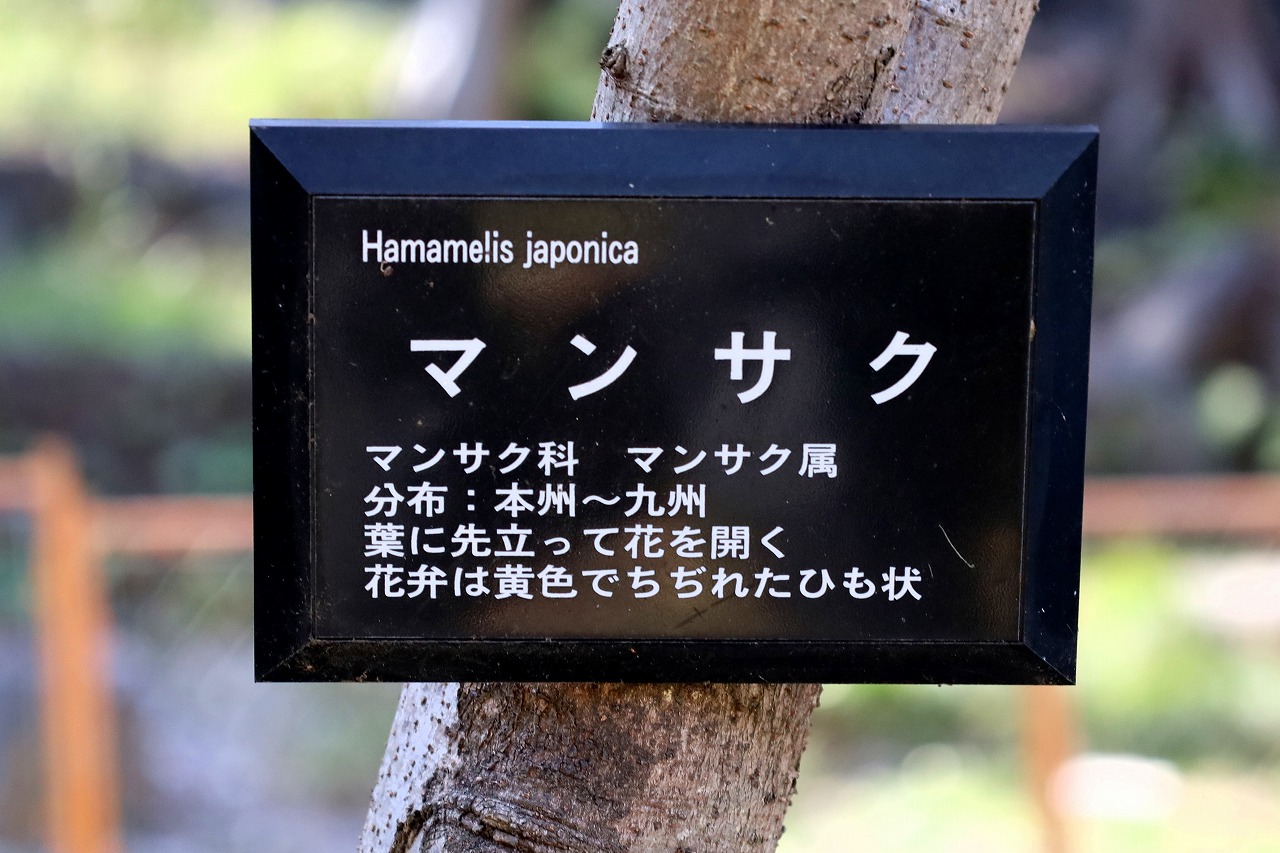 Hamamelis japonica
マンサク
マンサク科　マンサク属
分布：本州～九州
葉に先立って花を開く
花弁は黄色でちぢれたひも状